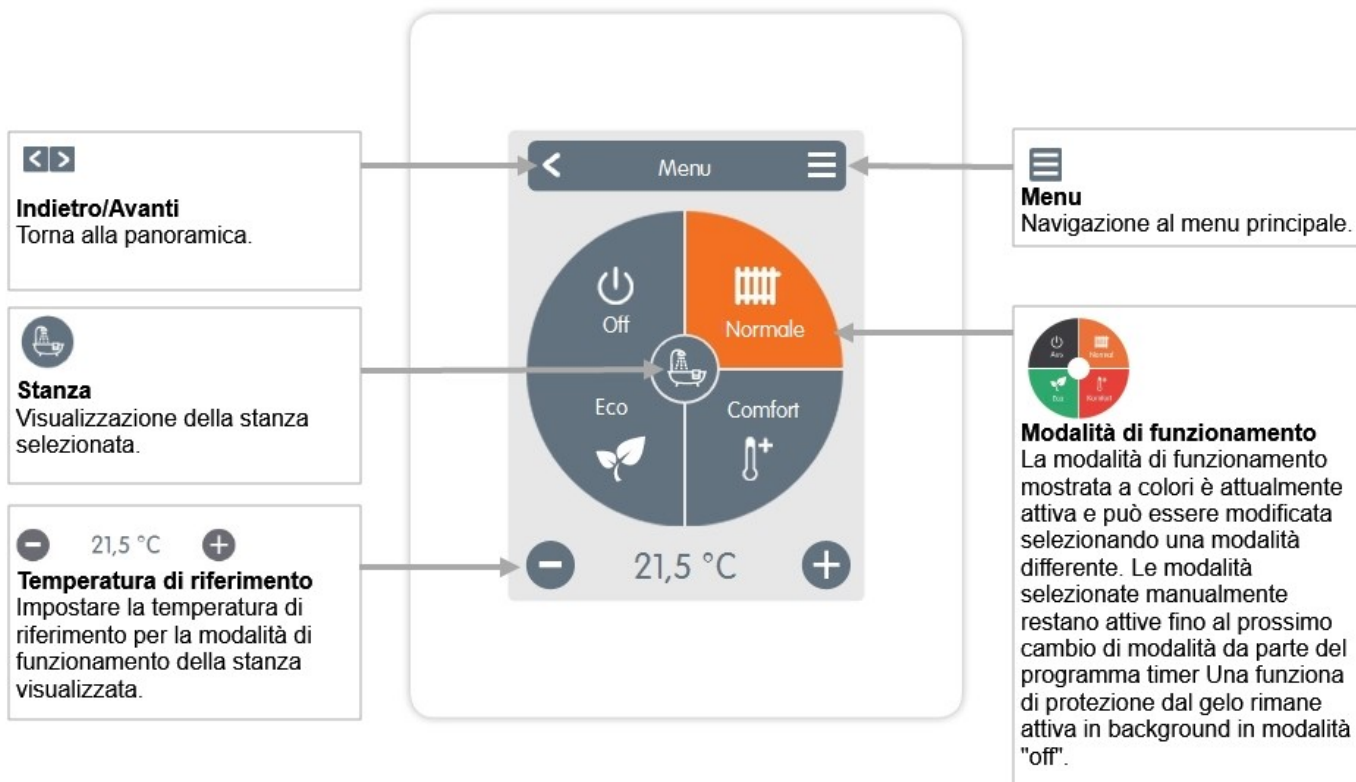 Indietro/Avanti
Torna alla panoramica.
Stanza
Visualizzazione della stanza
selezionata.
21,5 °C
Temperatura di riferimento
Impostare la temperatura di
riferimento per la modalità di
funzionamento della stanza
visualizzata.
Menu
Off
Normale
Eco
Comfort
21,5 °C
Menu
Navigazione al menu principale.
Aus
Normal
Eco
Komfort
Modalità di funzionamento
La modalità di funzionamento
mostrata a colori è attualmente
attiva e può essere modificata
selezionando una modalità
differente. Le modalità
selezionate manualmente
restano attive fino al prossimo
cambio di modalità da parte del
programma timer Una funziona
di protezione dal gelo rimane
attiva in background in modalità
"off".